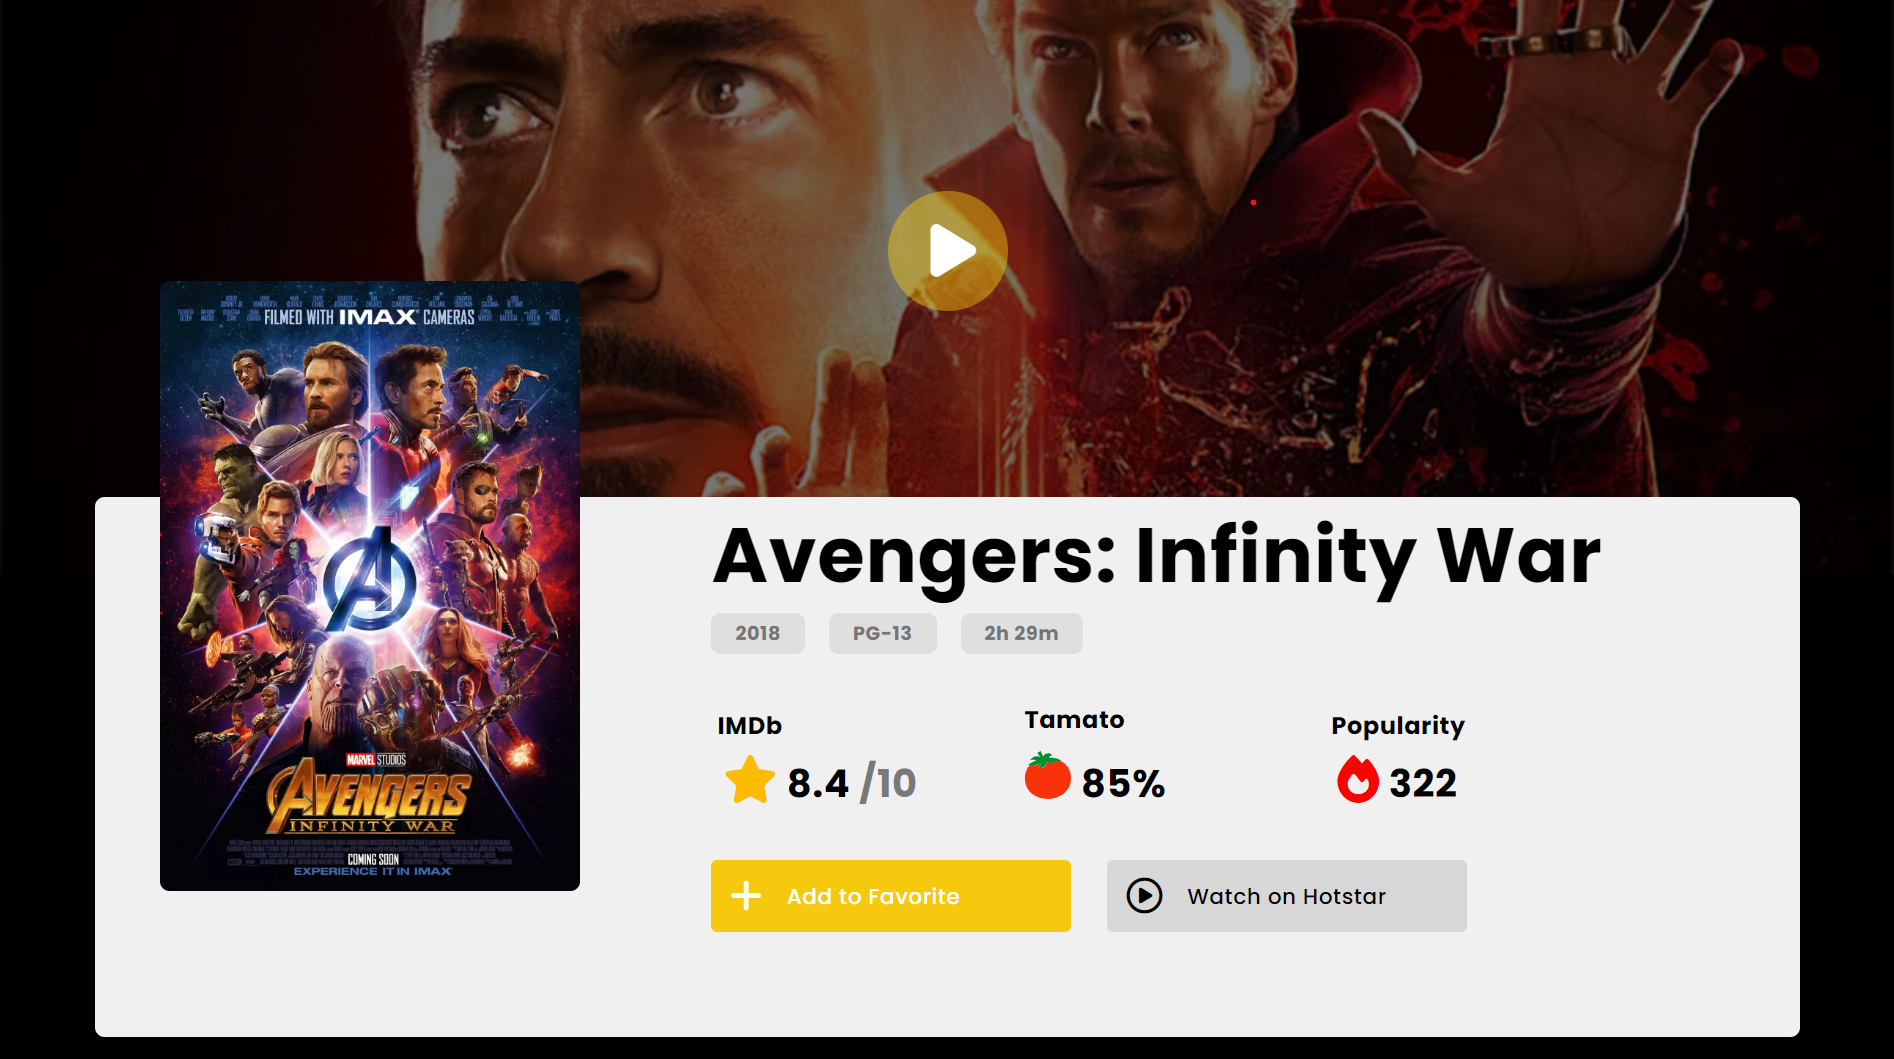 FILMED WITH IMAX® CAMERAS
MARVEL STUDIOS
AVENGERS
INFINITY WAR
COMING SOON
EXPERIENCE IT IN IMAX®
Avengers: Infinity War
2018
PG-13
2h 29m
IMDb
8.4 /10
Tamato
85%
Popularity
322
Add to Favorite
Watch on Hotstar